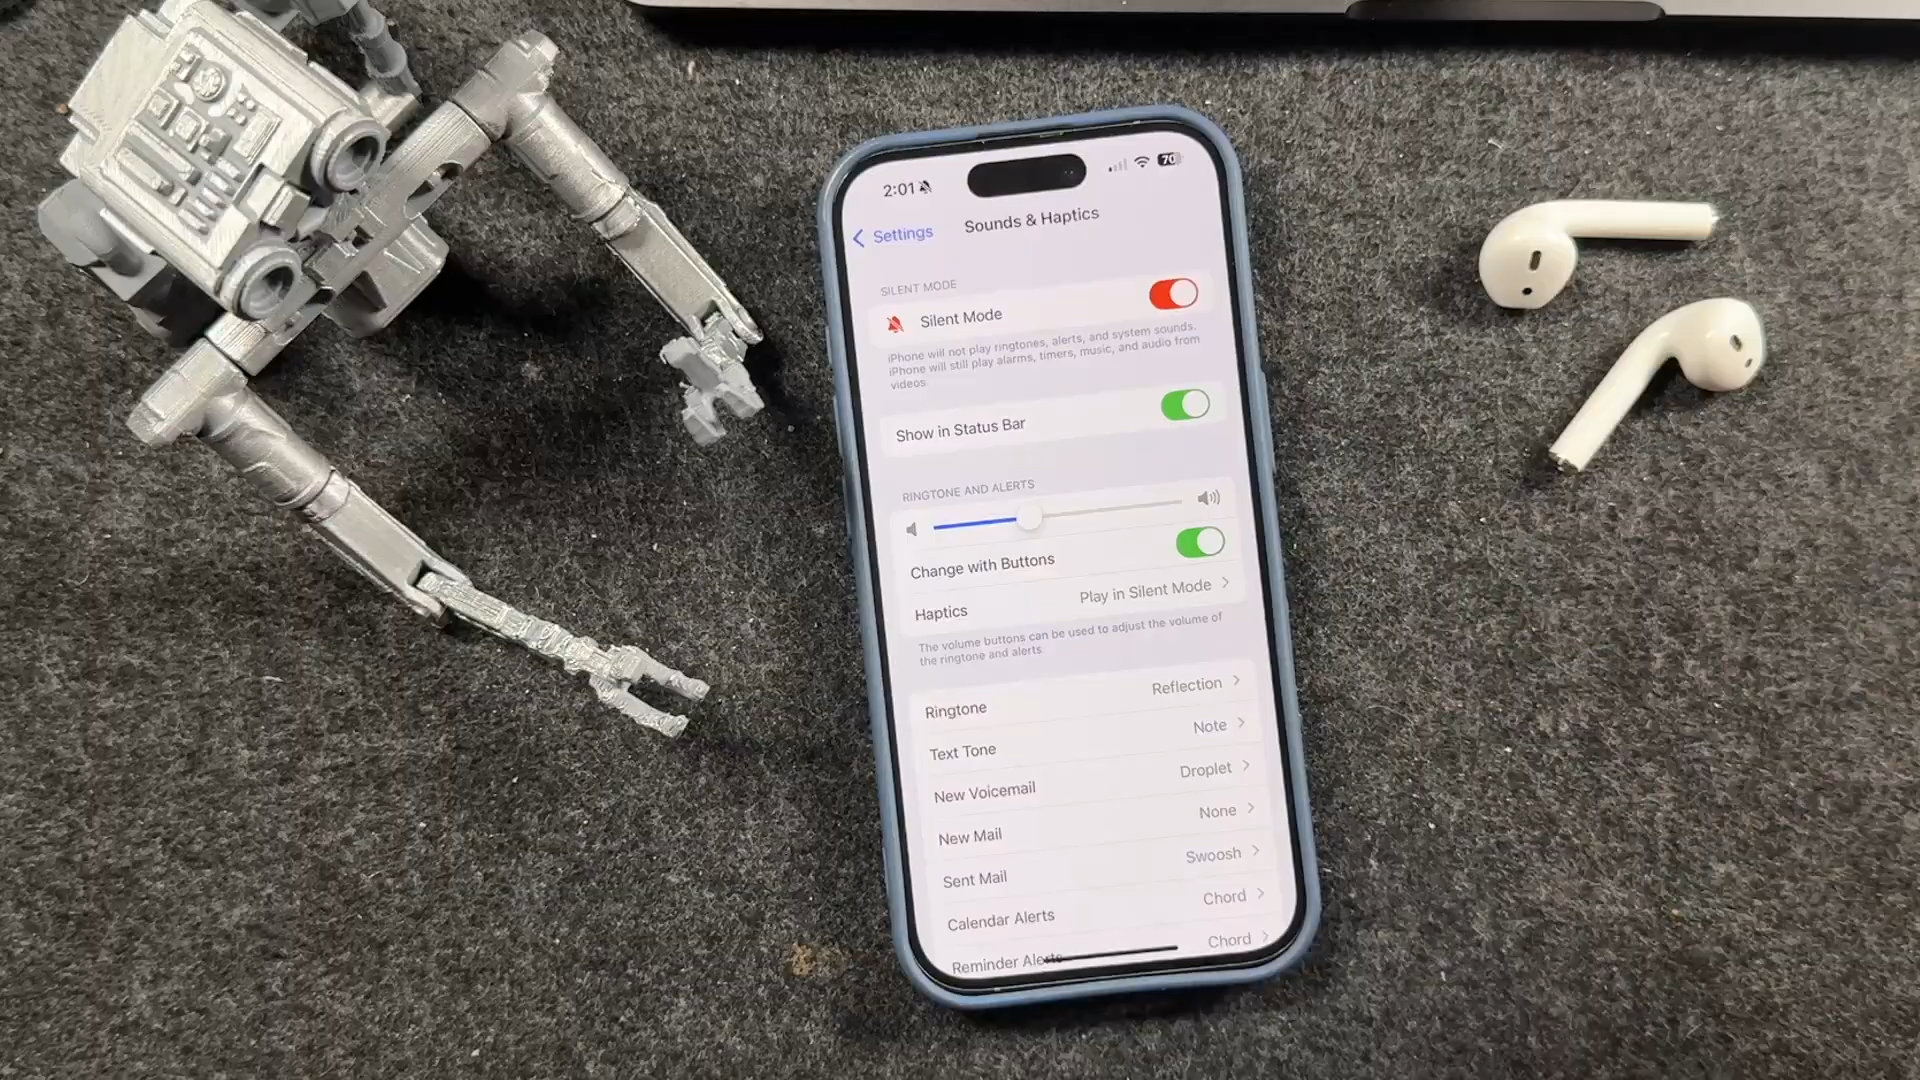 2:01
70
Settings
Sounds & Haptics
SILENT MODE
Silent Mode
iPhone will not play ringtones, alerts, and system sounds.
iPhone will still play alarms, timers, music, and audio from
videos.
Show in Status Bar
RINGTONE AND ALERTS
Change with Buttons
Haptics Play in Silent Mode
The volume buttons can be used to adjust the volume of
the ringtone and alerts
Ringtone Reflection
Text Tone Note
New Voicemail Droplet
New Mail None
Sent Mail Swoosh
Calendar Alerts Chord
Reminder Alerts Chord